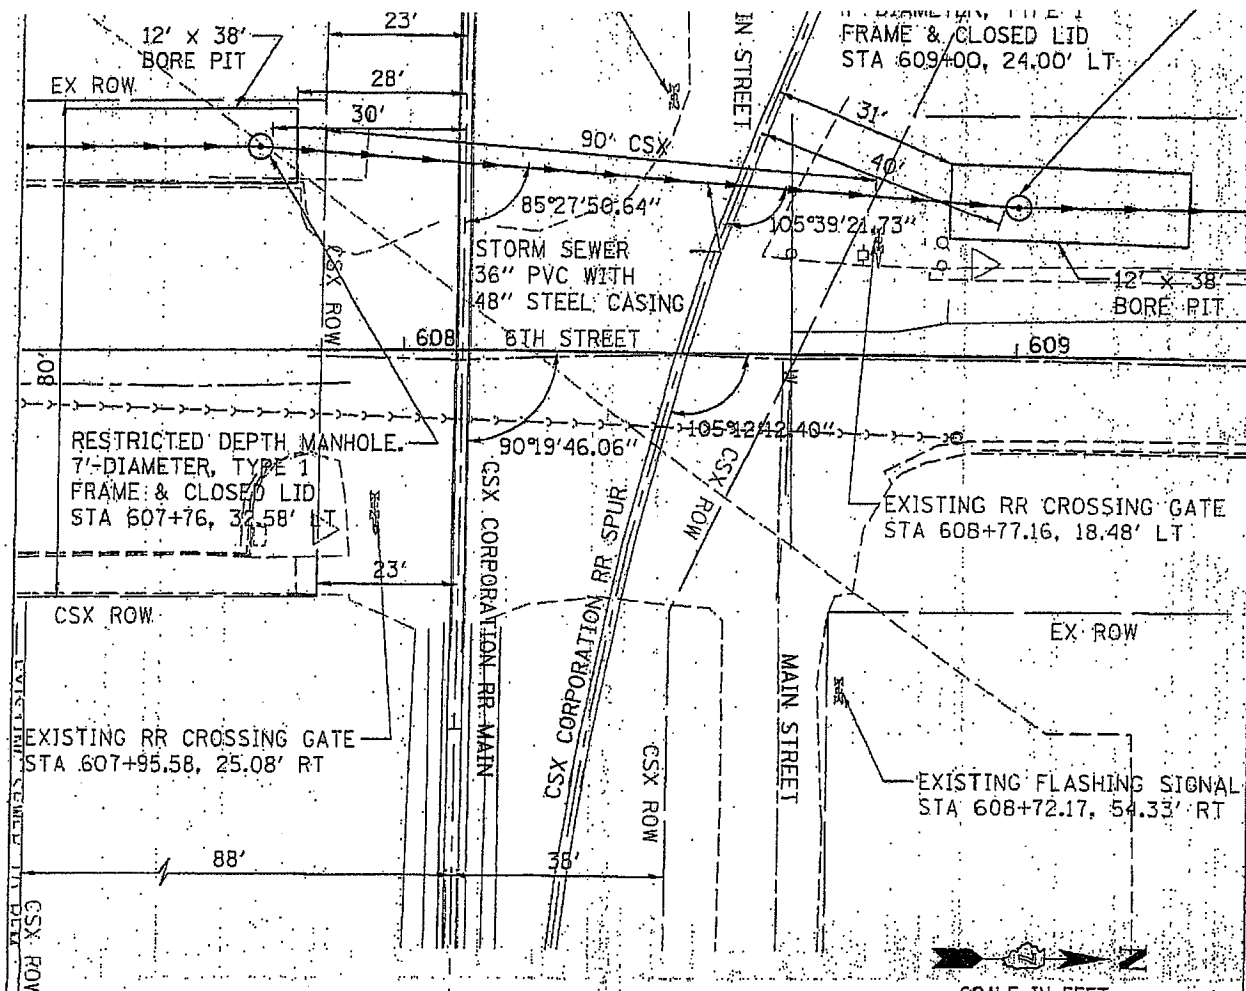 23'
12' x 38'
BORE PIT
EX ROW
28'
30'
90' CSX
IN STREET
FRAME & CLOSED LID
STA 609+00, 24.00' LT
31'
40'
85°27'50.64"
105°39'21.73"
STORM SEWER
36" PVC WITH
48" STEEL CASING
CSX ROW
12' x 38'
BORE PIT
608
6TH STREET
609
80'
RESTRICTED DEPTH MANHOLE.
7'-DIAMETER, TYPE 1
FRAME & CLOSED LID
STA 607+76, 32.58' LT
90°19'46.06"
105°12'12.40"
W
CSX ROW
EXISTING RR CROSSING GATE
STA 608+77.16, 18.48' LT
23'
CSX ROW
CSX CORPORATION RR MAIN
CSX CORPORATION RR SPUR
EX ROW
MAIN STREET
EXISTING RR CROSSING GATE
STA 607+95.58, 25.08' RT
CSX ROW
EXISTING FLASHING SIGNAL
STA 608+72.17, 54.33' RT
88'
38'
CSX ROW
N